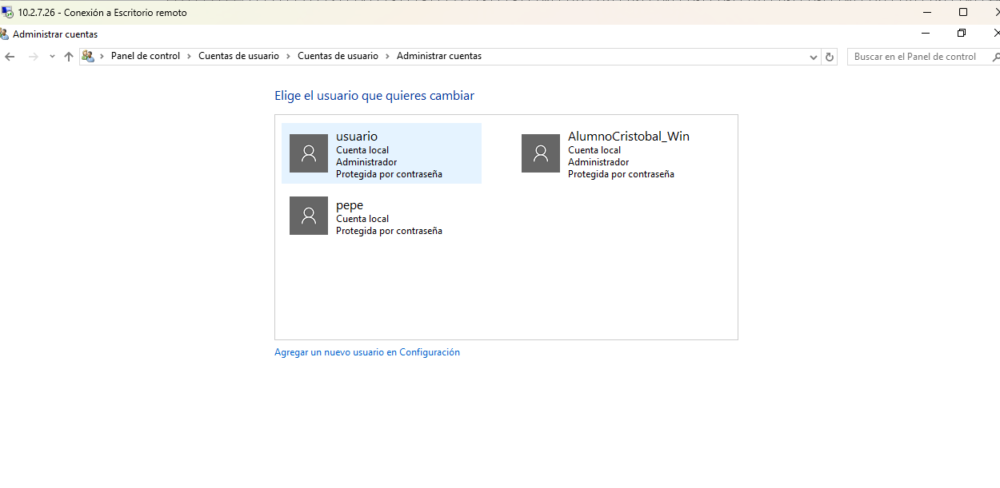 10.2.7.26 - Conexión a Escritorio remoto
Administrar cuentas
Panel de control > Cuentas de usuario > Cuentas de usuario > Administrar cuentas
Buscar en el Panel de control
Elige el usuario que quieres cambiar
usuario
Cuenta local
Administrador
Protegida por contraseña
AlumnoCristobal_Win
Cuenta local
Administrador
Protegida por contraseña
pepe
Cuenta local
Protegida por contraseña
Agregar un nuevo usuario en Configuración